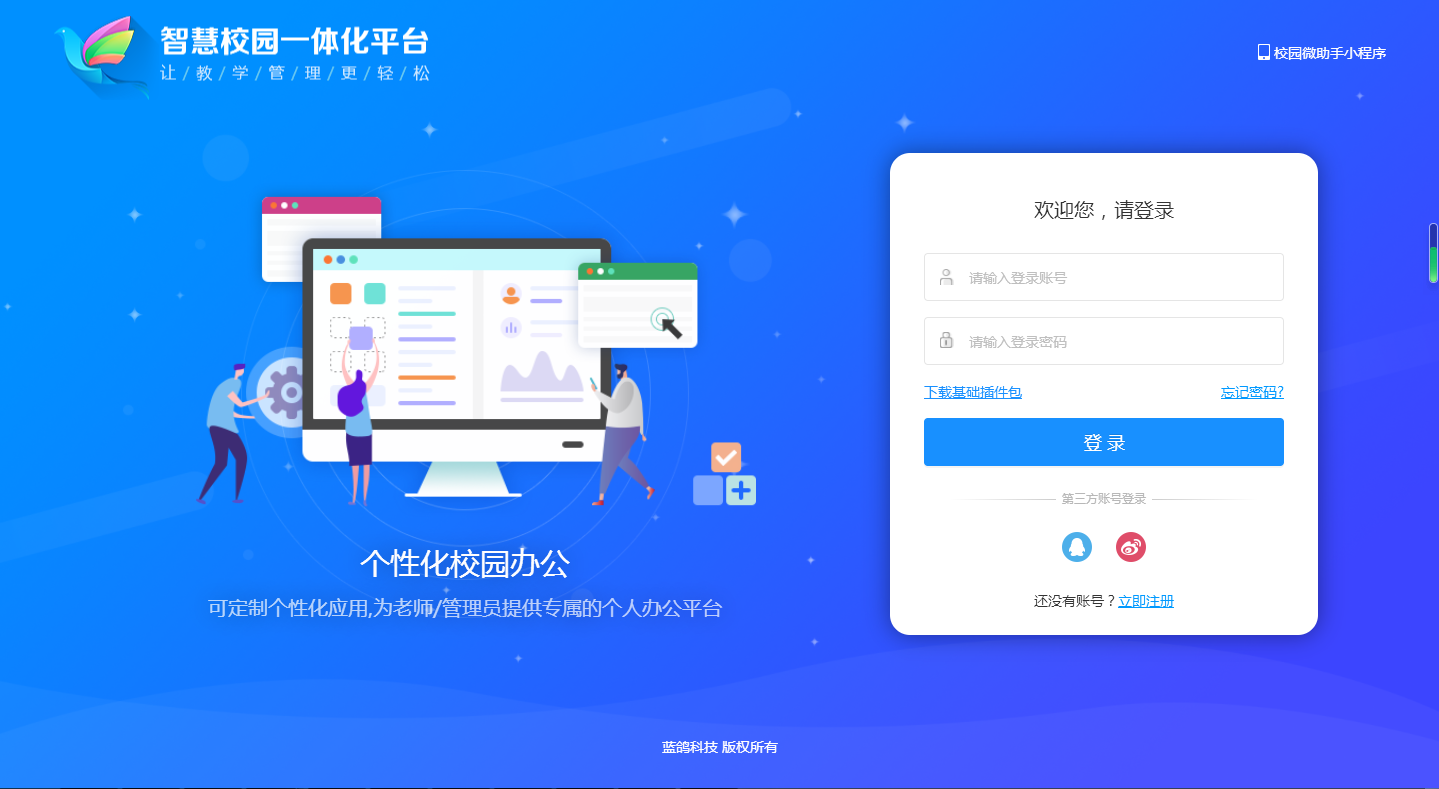 智慧校园一体化平台
让/教/学/管/理/更/轻/松
校园微助手小程序
欢迎您，请登录
请输入登录账号
请输入登录密码
下载基础插件包 忘记密码?
登 录
第三方账号登录
还没有账号？立即注册
个性化校园办公
可定制个性化应用,为老师/管理员提供专属的个人办公平台
蓝鸽科技 版权所有